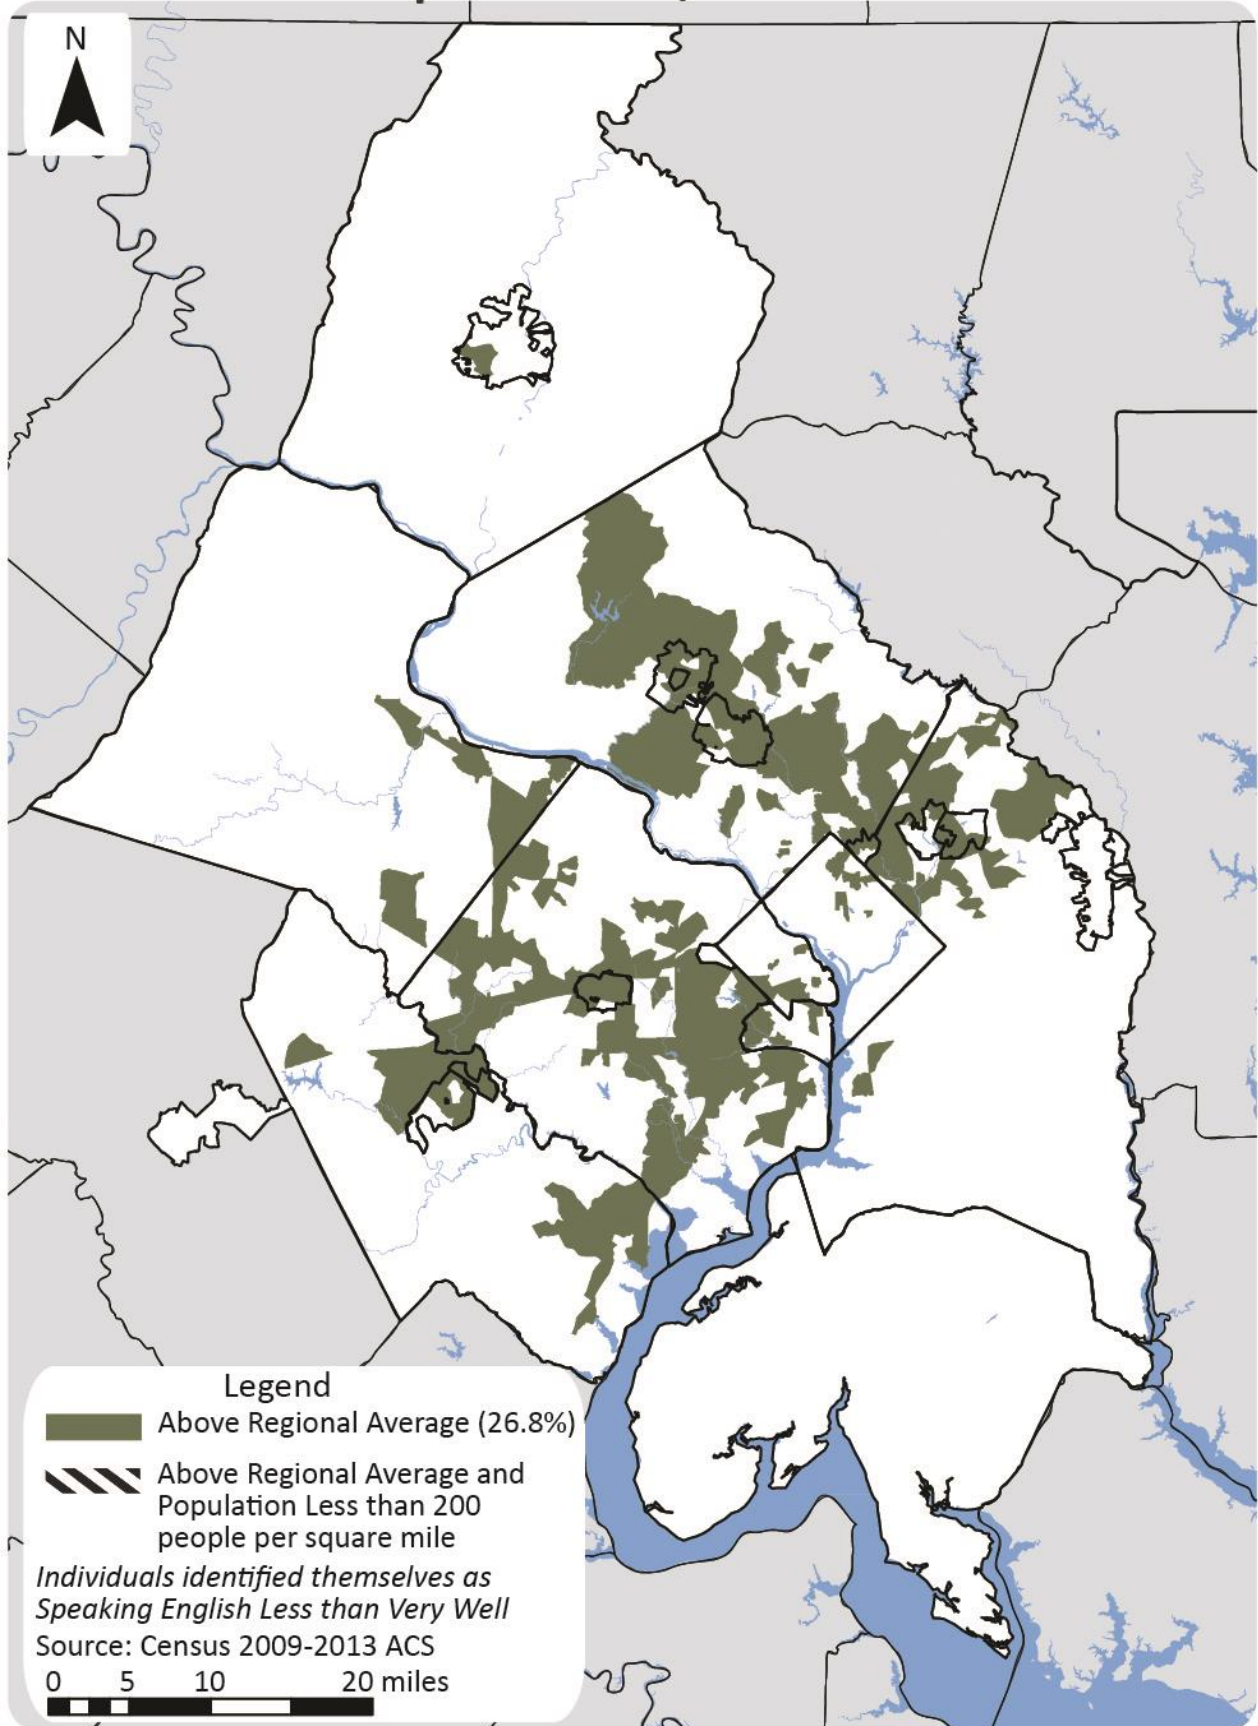 N
Legend
Above Regional Average (26.8%)
Above Regional Average and
Population Less than 200
people per square mile
Individuals identified themselves as
Speaking English Less than Very Well
Source: Census 2009-2013 ACS
0 5 10 20 miles